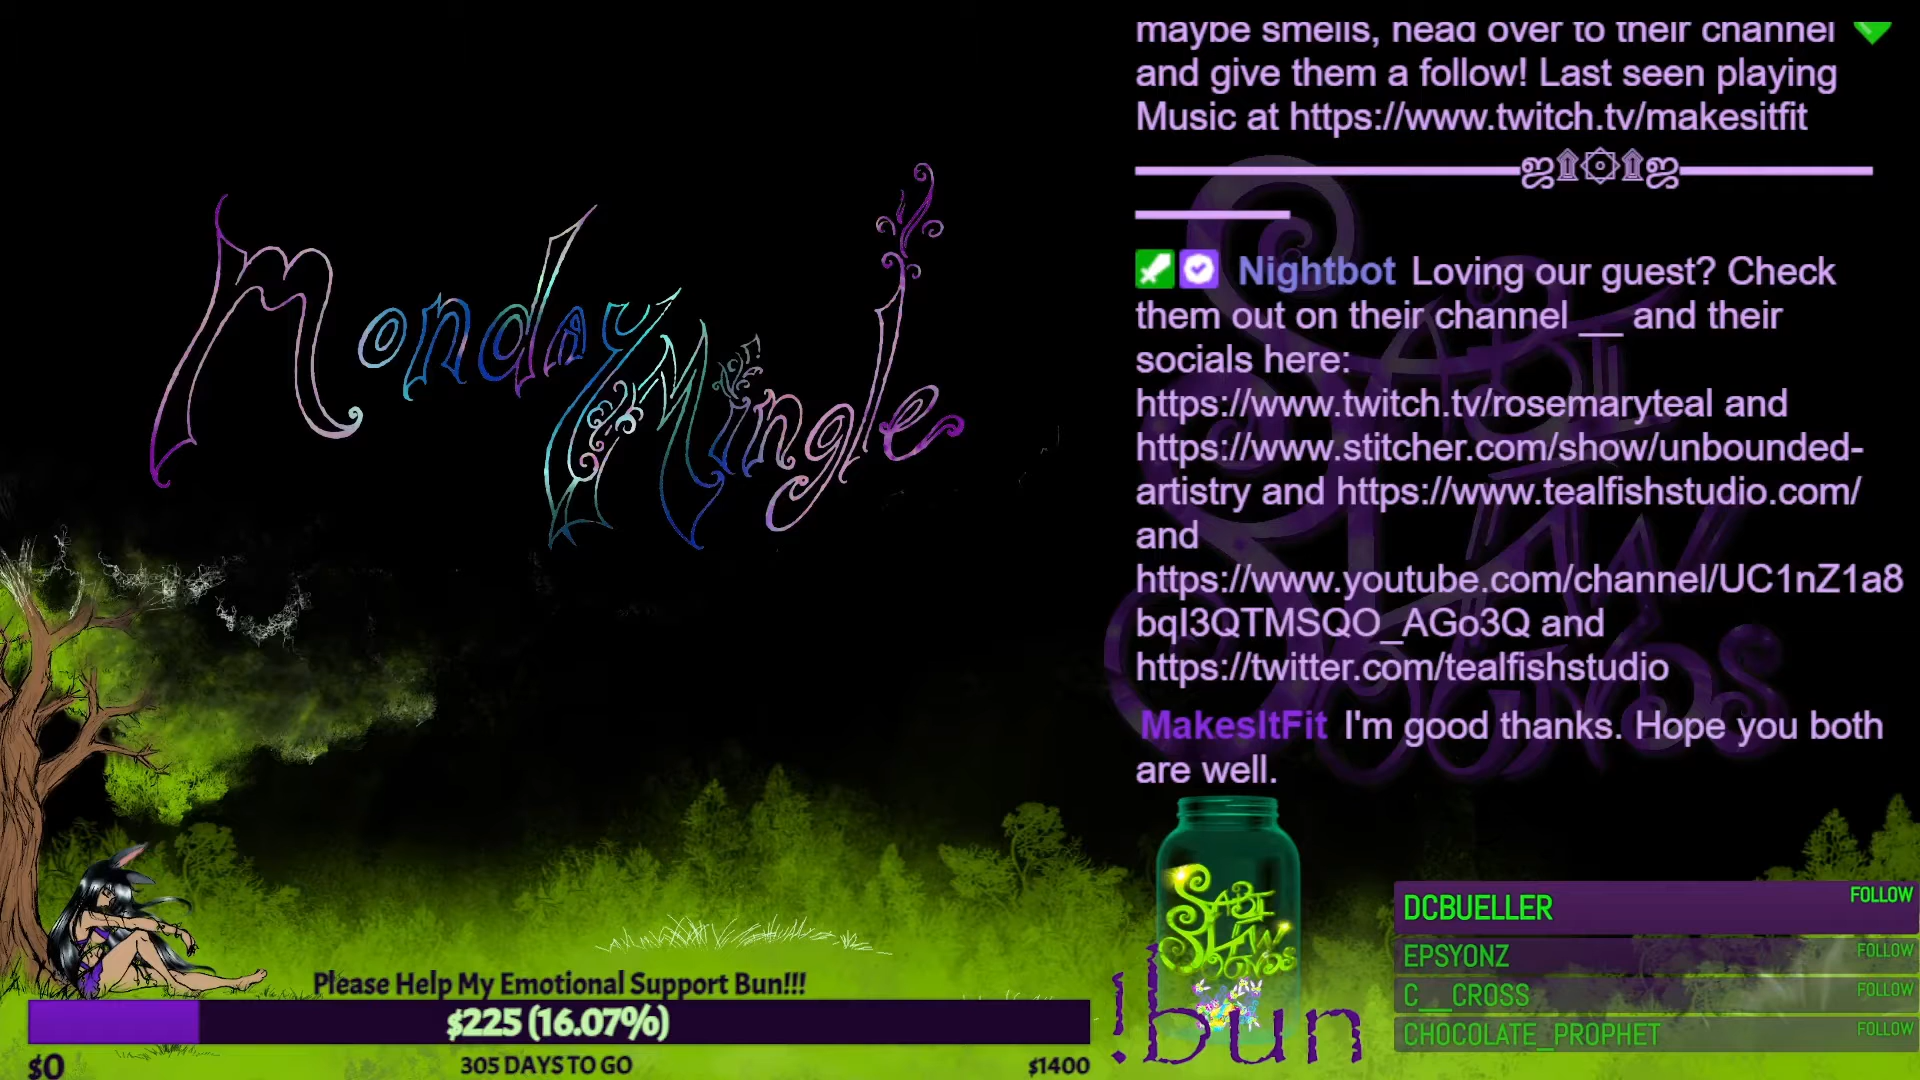 maybe smells, head over to their channel
and give them a follow! Last seen playing
Music at https://www.twitch.tv/makesitfit
━━━━━━━━━━ஜ۩۞۩ஜ━━━━━
━━━━
Nightbot Loving our guest? Check
them out on their channel __ and their
socials here:
https://www.twitch.tv/rosemaryteal and
https://www.stitcher.com/show/unbounded-
artistry and https://www.tealfishstudio.com/
and
https://www.youtube.com/channel/UC1nZ1a8
bqI3QTMSQO_AGo3Q and
https://twitter.com/tealfishstudio
MakesItFit I'm good thanks. Hope you both
are well.
Monday
Mingle
Please Help My Emotional Support Bun!!!
$225 (16.07%)
$0
305 DAYS TO GO
$1400
!bun
DCBUELLER FOLLOW
EPSYONZ FOLLOW
C__CROSS FOLLOW
CHOCOLATE_PROPHET FOLLOW